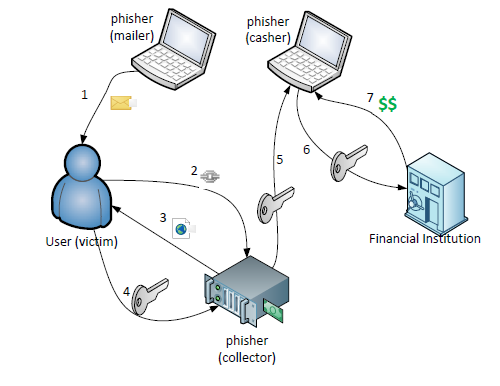 phisher
(mailer)
phisher
(casher)
1
7
$$
2
5
6
3
User (victim)
Financial Institution
4
phisher
(collector)